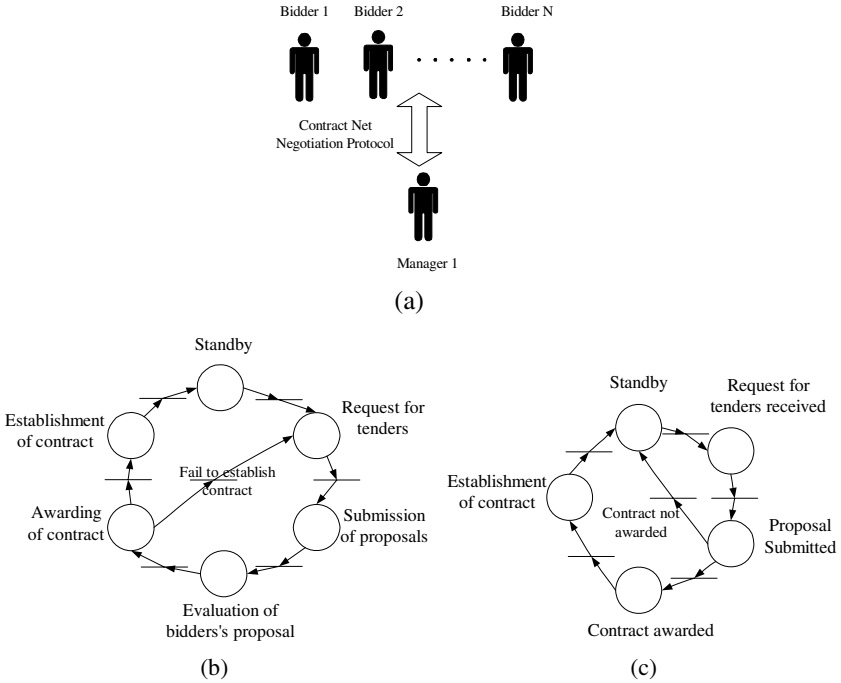 Bidder 1
Bidder 2
Bidder N
Contract Net
Negotiation Protocol
Manager 1
(a)
Standby
Establishment
of contract
Request for
tenders
Fail to establish
contract
Awarding
of contract
Submission
of proposals
Evaluation of
bidders's proposal
(b)
Standby
Request for
tenders received
Establishment
of contract
Contract not
awarded
Proposal
Submitted
Contract awarded
(c)